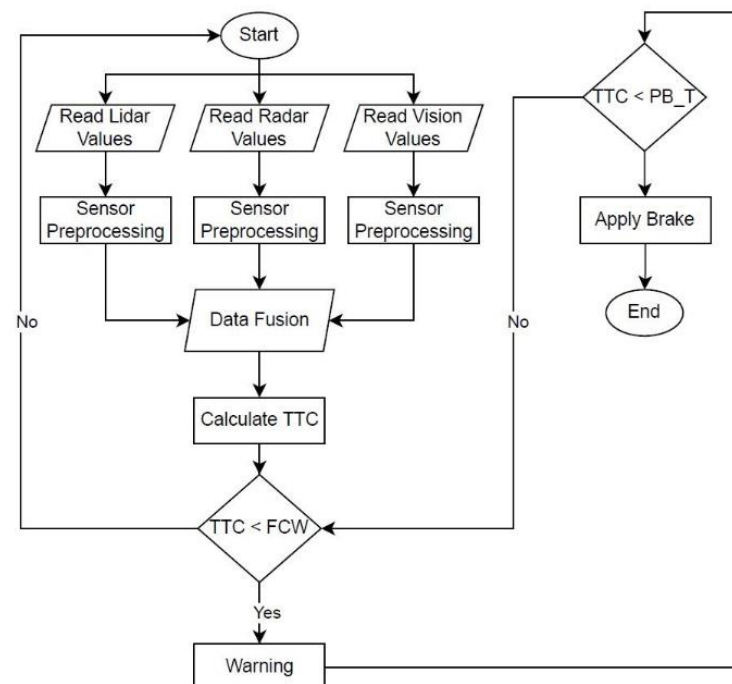 Start
Read Lidar
Values
Read Radar
Values
Read Vision
Values
Sensor
Preprocessing
Sensor
Preprocessing
Sensor
Preprocessing
Data Fusion
Calculate TTC
TTC < FCW
No
Yes
Warning
TTC < PB_T
No
Apply Brake
End